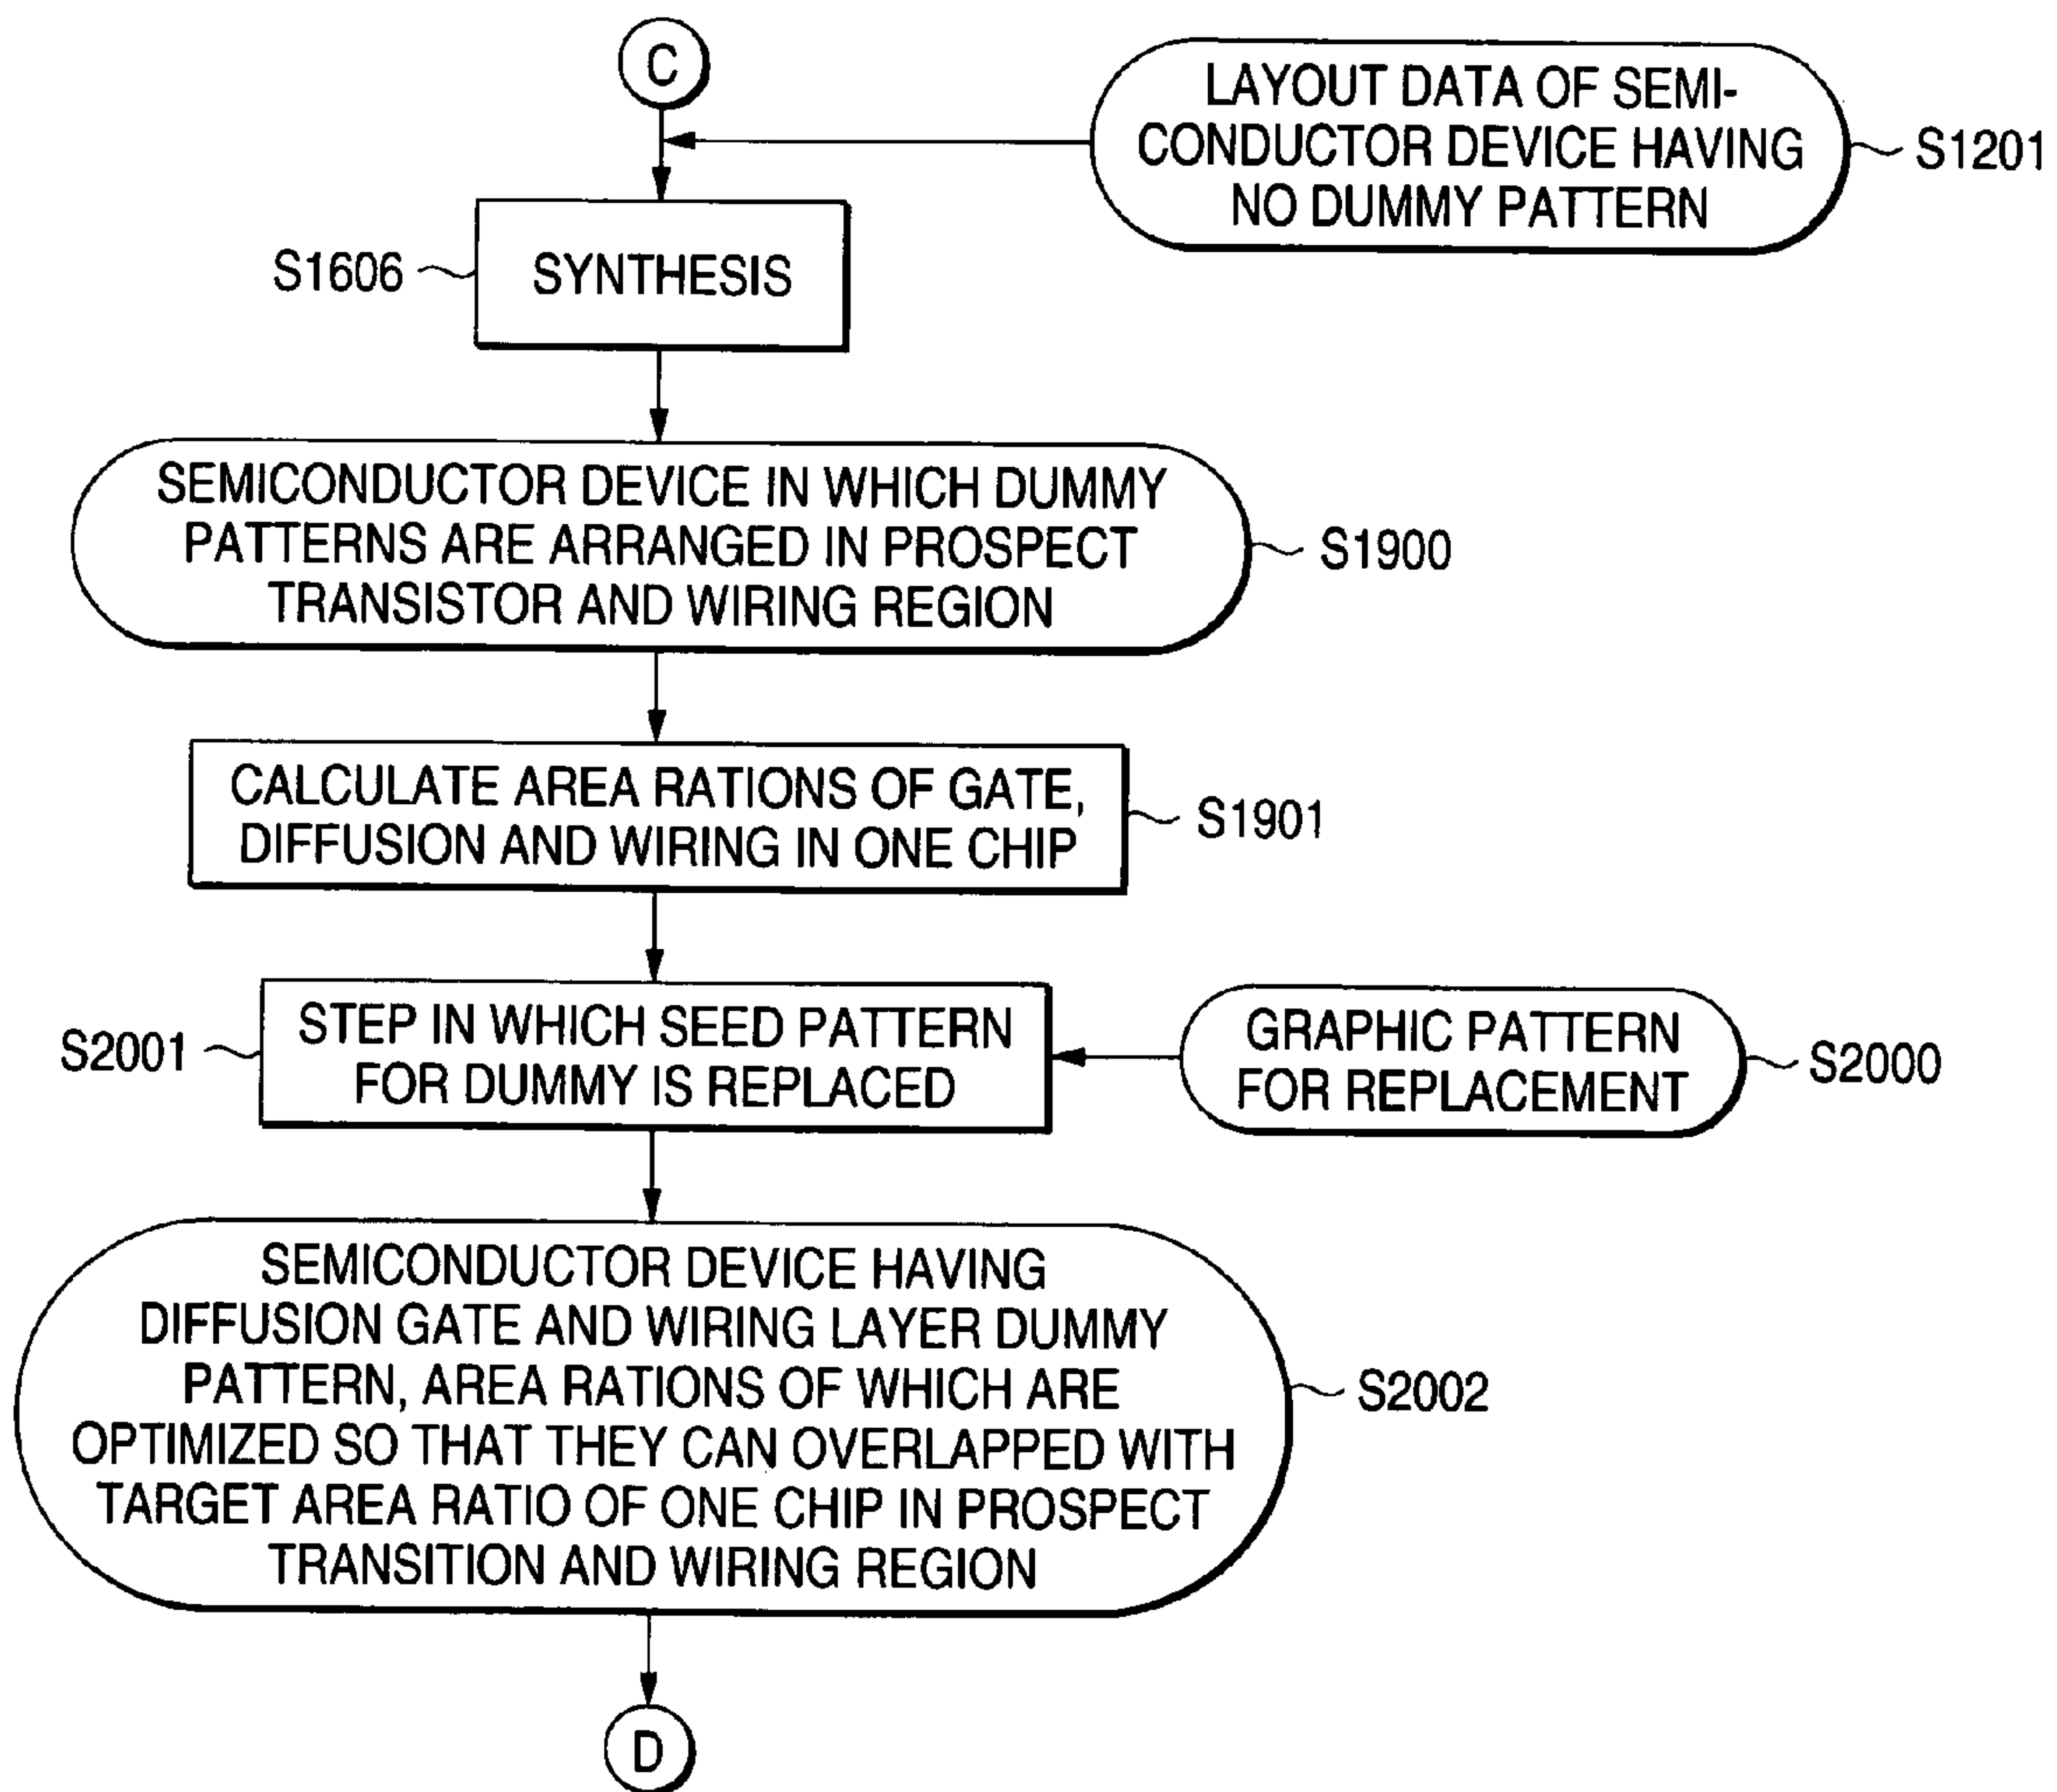 C
LAYOUT DATA OF SEMI-
CONDUCTOR DEVICE HAVING
NO DUMMY PATTERN
S1201
S1606
SYNTHESIS
SEMICONDUCTOR DEVICE IN WHICH DUMMY
PATTERNS ARE ARRANGED IN PROSPECT
TRANSISTOR AND WIRING REGION
S1900
CALCULATE AREA RATIONS OF GATE,
DIFFUSION AND WIRING IN ONE CHIP
S1901
S2001
STEP IN WHICH SEED PATTERN
FOR DUMMY IS REPLACED
GRAPHIC PATTERN
FOR REPLACEMENT
S2000
SEMICONDUCTOR DEVICE HAVING
DIFFUSION GATE AND WIRING LAYER DUMMY
PATTERN, AREA RATIONS OF WHICH ARE
OPTIMIZED SO THAT THEY CAN OVERLAPPED WITH
TARGET AREA RATIO OF ONE CHIP IN PROSPECT
TRANSITION AND WIRING REGION
S2002
D